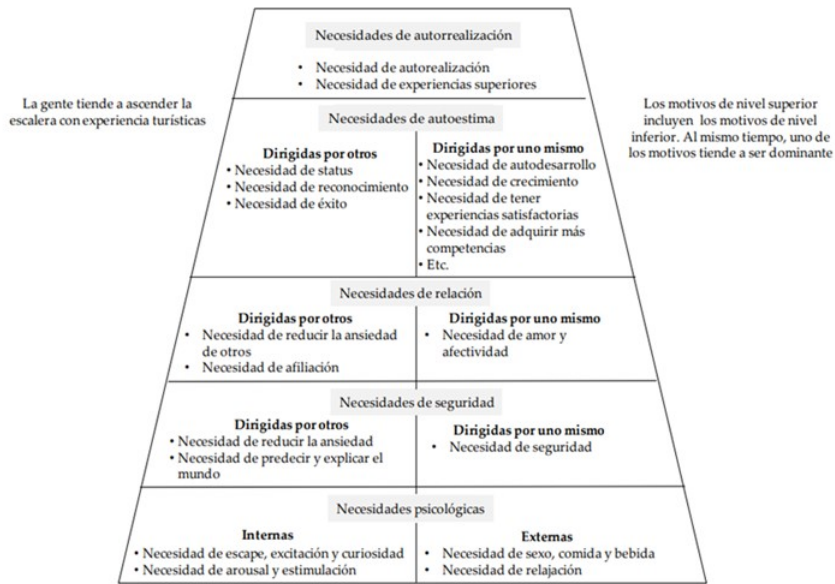 Necesidades de autorrealización
• Necesidad de autorealización
• Necesidad de experiencias superiores
La gente tiende a ascender la
escalera con experiencia turísticas
Los motivos de nivel superior
incluyen los motivos de nivel
inferior. Al mismo tiempo, uno de
los motivos tiende a ser dominante
Necesidades de autoestima
Dirigidas por otros
• Necesidad de status
• Necesidad de reconocimiento
• Necesidad de éxito
Dirigidas por uno mismo
• Necesidad de autodesarrollo
• Necesidad de crecimiento
• Necesidad de tener
experiencias satisfactorias
• Necesidad de adquirir más
competencias
• Etc.
Necesidades de relación
Dirigidas por otros
• Necesidad de reducir la ansiedad
de otros
• Necesidad de afiliación
Dirigidas por uno mismo
• Necesidad de amor y
afectividad
Necesidades de seguridad
Dirigidas por otros
• Necesidad de reducir la ansiedad
• Necesidad de predecir y explicar el
mundo
Dirigidas por uno mismo
• Necesidad de seguridad
Necesidades psicológicas
Internas
• Necesidad de escape, excitación y curiosidad
• Necesidad de arousal y estimulación
Externas
• Necesidad de sexo, comida y bebida
• Necesidad de relajación